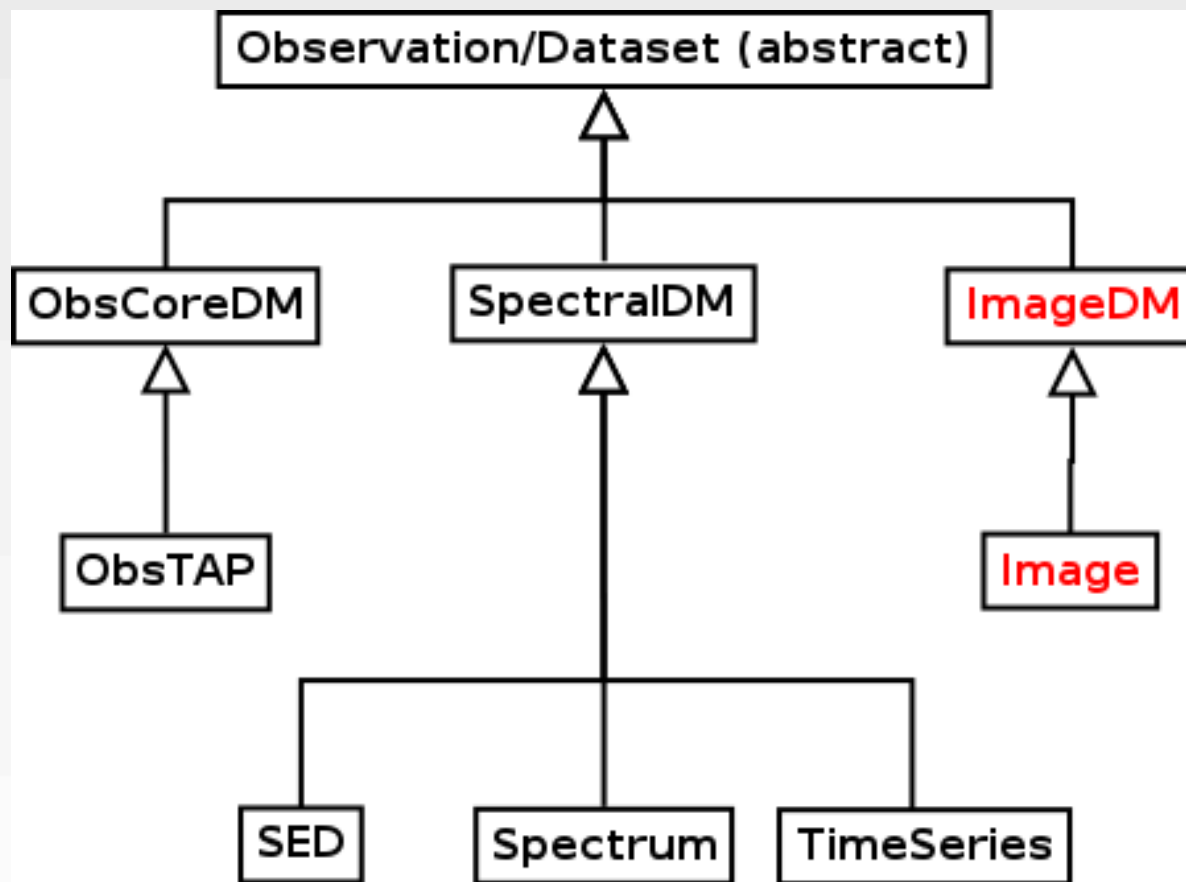 Observation/Dataset (abstract)
ObsCoreDM
SpectralDM
ImageDM
ObsTAP
Image
SED
Spectrum
TimeSeries